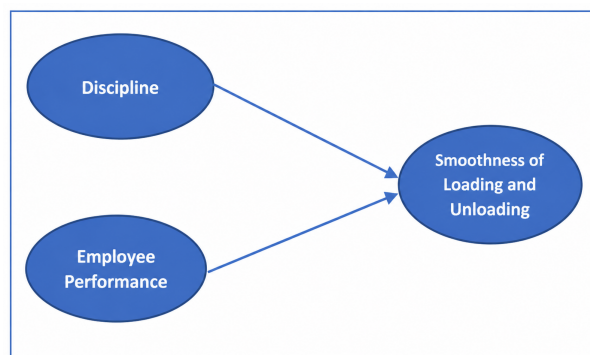 Discipline
Smoothness of
Loading and
Unloading
Employee
Performance